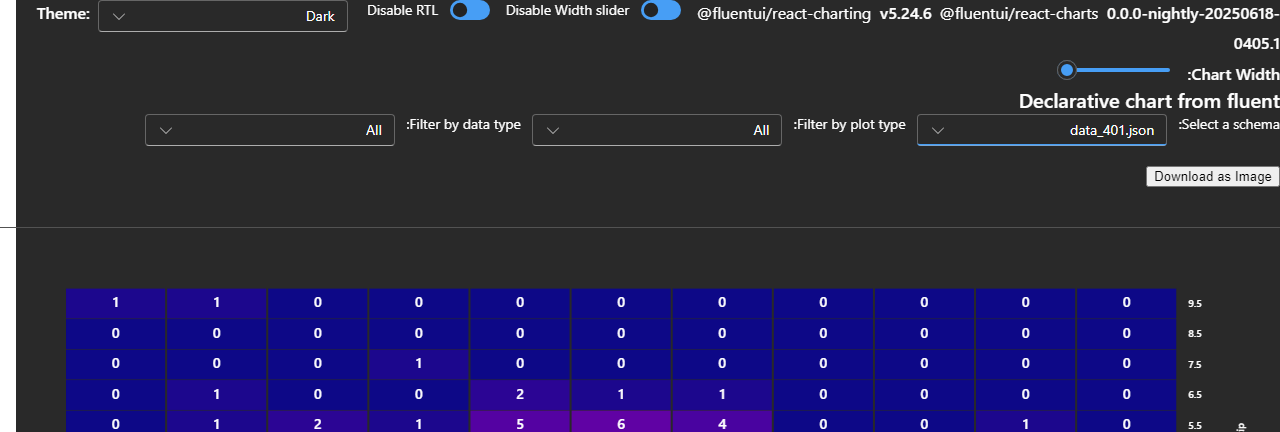 Theme: Dark Disable RTL Disable Width slider @fluentui/react-charting v5.24.6 @fluentui/react-charts 0.0.0-nightly-20250618-
0405.1
:Chart Width
Declarative chart from fluent
All :Filter by data type All :Filter by plot type data_401.json :Select a schema
Download as Image
1 1 0 0 0 0 0 0 0 0 0 9.5
0 0 0 0 0 0 0 0 0 0 0 8.5
0 0 0 1 0 0 0 0 0 0 0 7.5
0 1 0 0 2 1 1 0 0 0 0 6.5
0 1 2 1 5 6 4 0 0 1 0 5.5